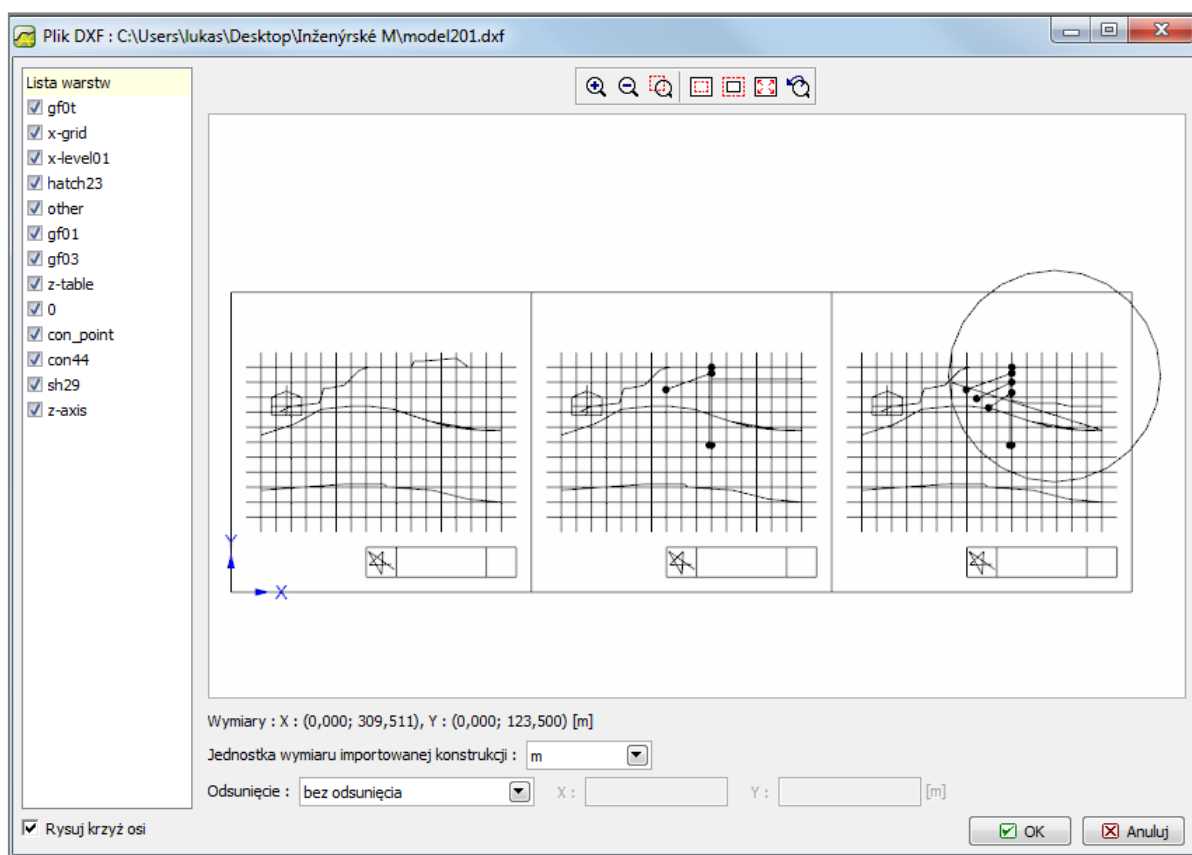 Plik DXF : C:\Users\lukas\Desktop\Inženýrské M\model201.dxf
Lista warstw
gf0t
x-grid
x-level01
hatch23
other
gf01
gf03
z-table
0
con_point
con44
sh29
z-axis
Y
X
Wymiary : X : (0,000; 309,511), Y : (0,000; 123,500) [m]
Jednostka wymiaru importowanej konstrukcji : m
Odsunięcie : bez odsunięcia X : Y : [m]
Rysuj krzyż osi
OK Anuluj